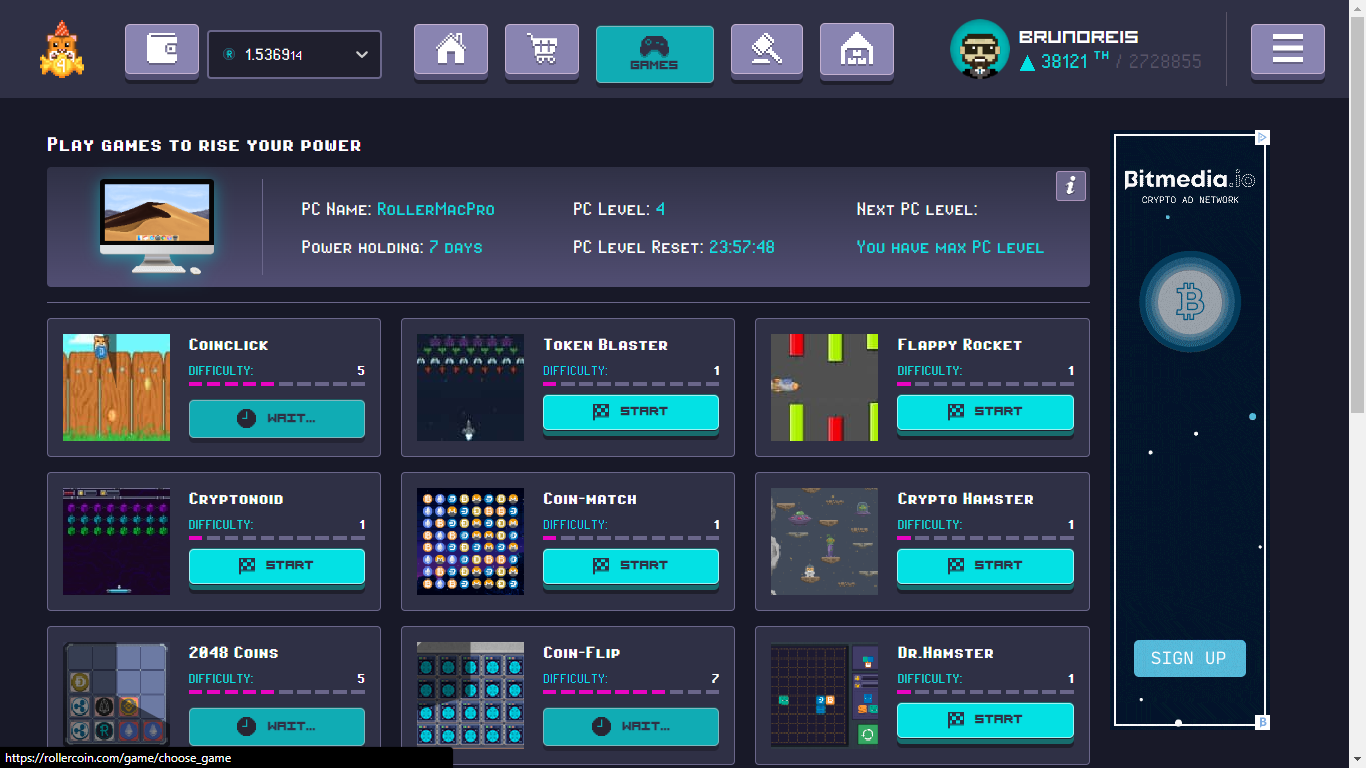 1.536914
GAMES
BRUNOREIS
38121 TH / 2728855
Play games to rise your power
PC Name: RollerMacPro
PC Level: 4
Next PC level:
i
Power holding: 7 days
PC Level Reset: 23:57:48
You have max PC level
Coinclick
DIFFICULTY: 5
WAIT...
Token Blaster
DIFFICULTY: 1
START
Flappy Rocket
DIFFICULTY: 1
START
Cryptonoid
DIFFICULTY: 1
START
Coin-match
DIFFICULTY: 1
START
Crypto Hamster
DIFFICULTY: 1
START
2048 Coins
DIFFICULTY: 5
WAIT...
Coin-Flip
DIFFICULTY: 7
WAIT...
Dr.Hamster
DIFFICULTY: 1
START
Bitmedia.io
CRYPTO AD NETWORK
SIGN UP
https://rollercoin.com/game/choose_game